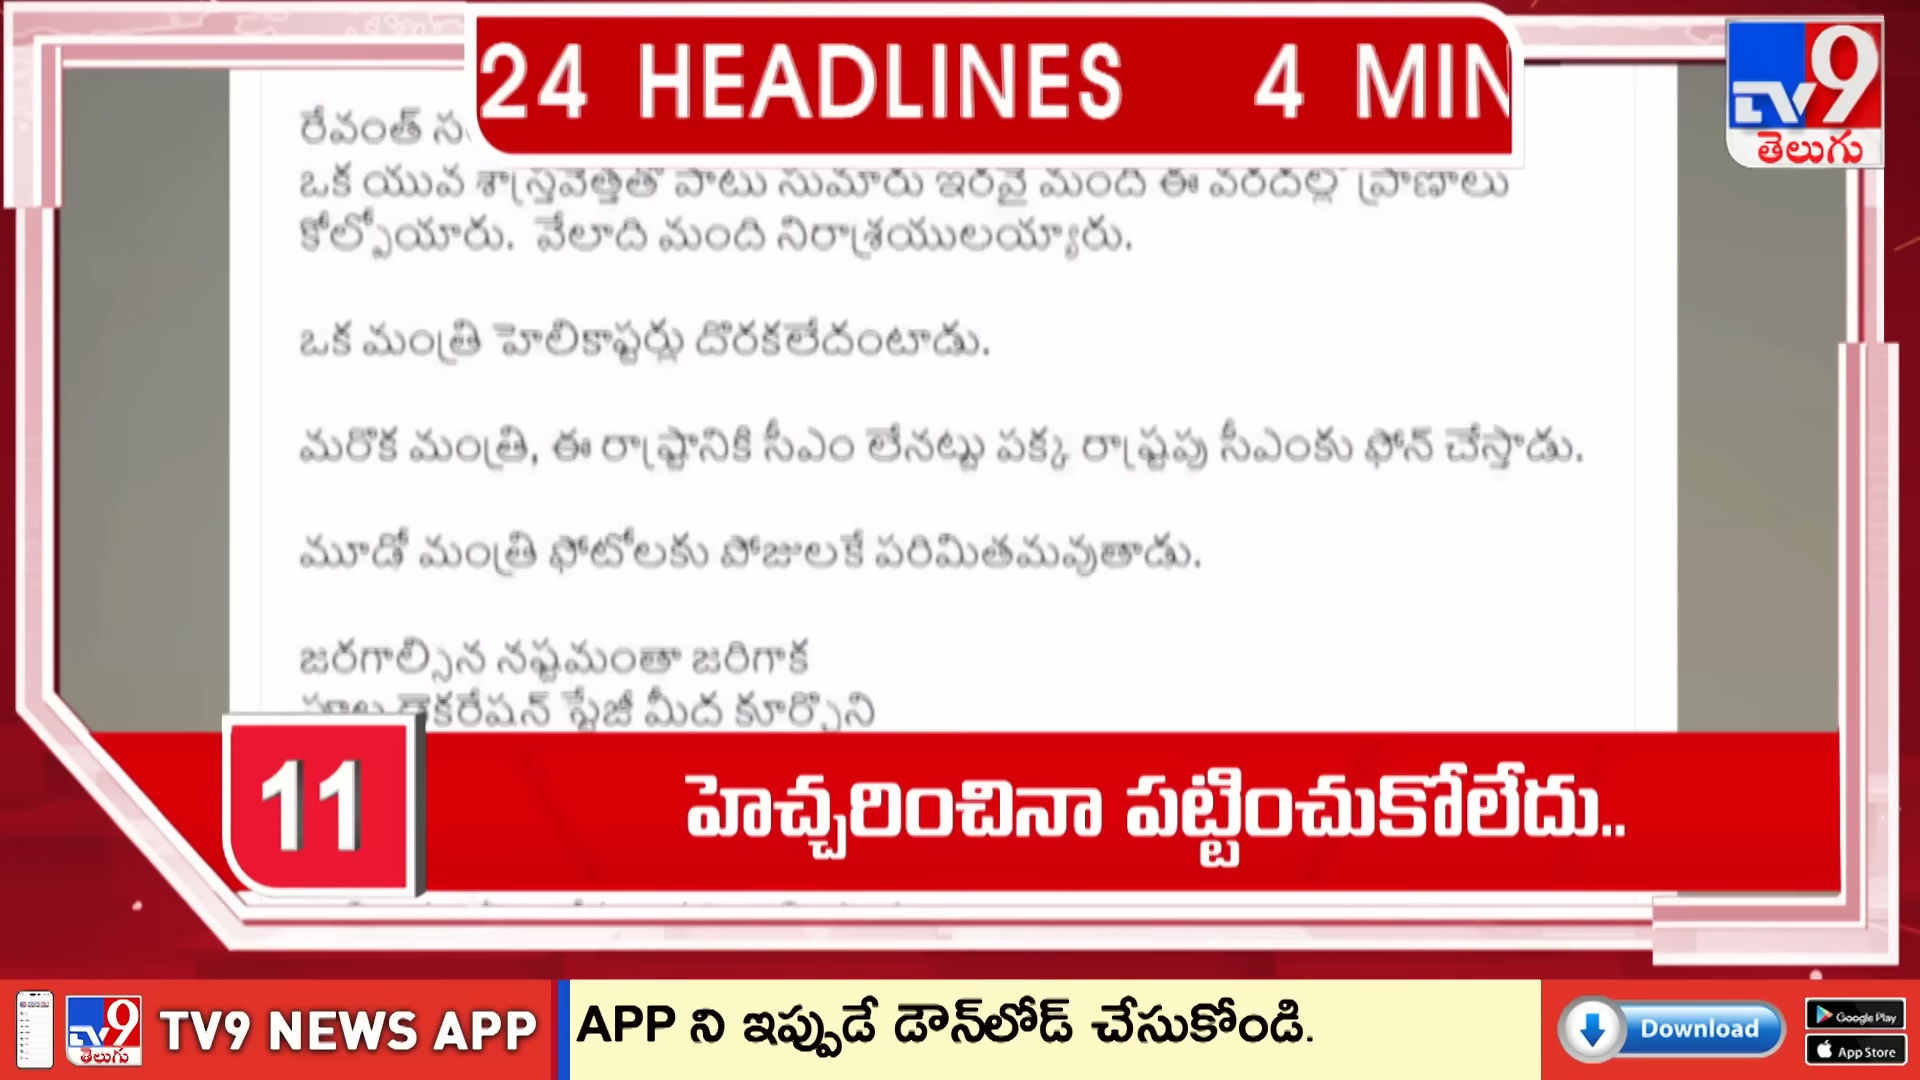 24 HEADLINES 4 MIN
TV9
తెలుగు
రేవంత్
ఒక యువ శాస్త్రవేత్తతో పాటు సుమారు ఇరవై మంది ఈ వరదల్లో ప్రాణాలు
కోల్పోయారు. వేలాది మంది నిరాశ్రయులయ్యారు.
ఒక మంత్రి హెలికాప్టర్లు దొరకలేదంటాడు.
మరొక మంత్రి, ఈ రాష్ట్రానికి సీఎం లేనట్టు పక్క రాష్ట్రపు సీఎంకు ఫోన్ చేస్తాడు.
మూడో మంత్రి ఫోటోలకు పోజులకే పరిమితమవుతాడు.
జరగాల్సిన నష్టమంతా జరిగాక
పూల డెకరేషన్ స్టేజీ మీద కూర్చొని
11
హెచ్చరించినా పట్టించుకోలేదు..
TV9
తెలుగు
TV9 NEWS APP
APP ని ఇప్పుడే డౌన్‌లోడ్ చేసుకోండి.
Download
Google Play
App Store